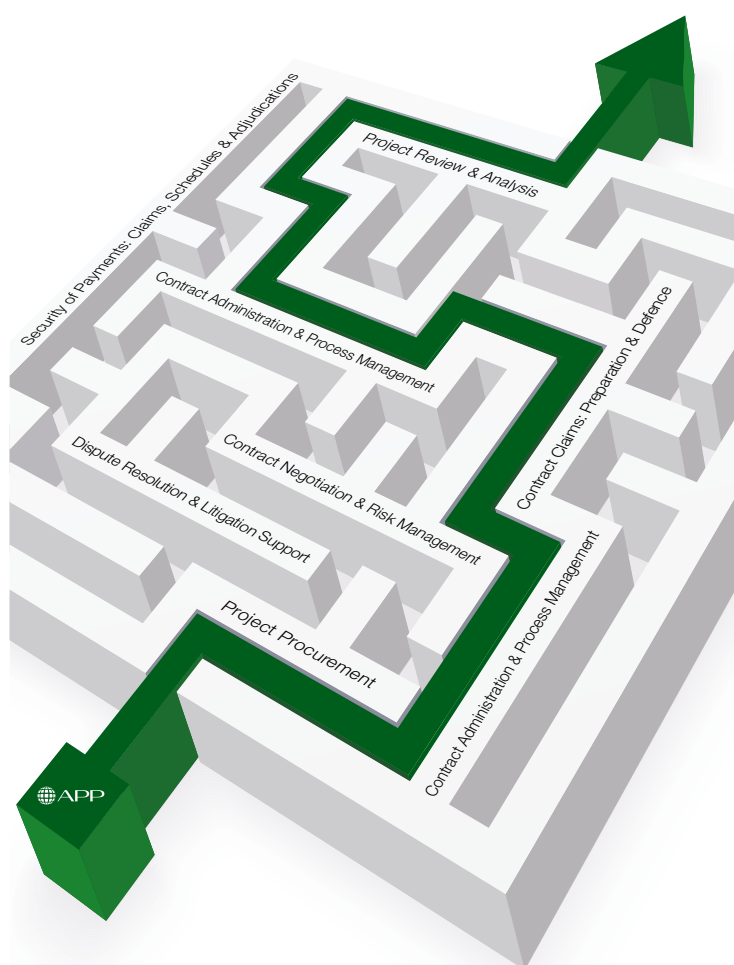 Security of Payments: Claims, Schedules & Adjudications
Project Review & Analysis
Contract Administration & Process Management
Contract Claims: Preparation & Defence
Contract Negotiation & Risk Management
Dispute Resolution & Litigation Support
Contract Administration & Process Management
Project Procurement
APP